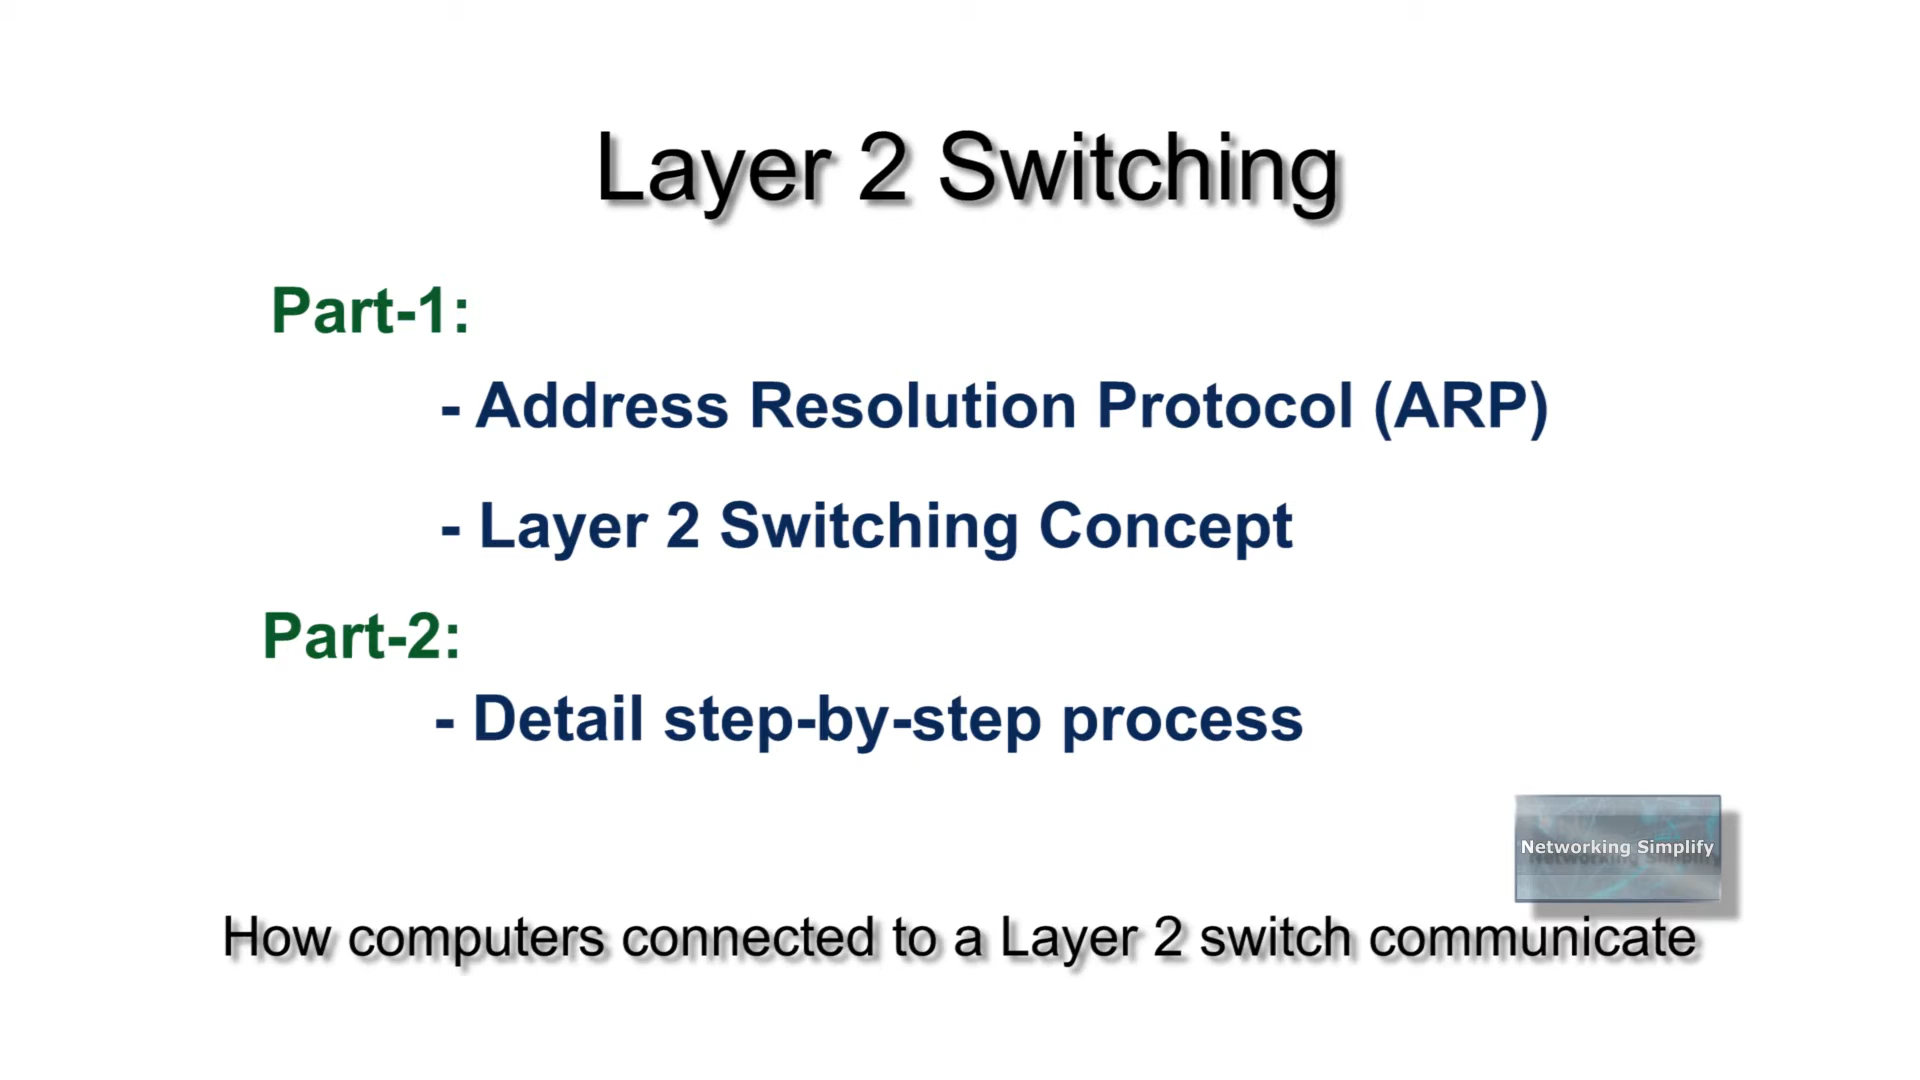 Layer 2 Switching
Part-1:
- Address Resolution Protocol (ARP)
- Layer 2 Switching Concept
Part-2:
- Detail step-by-step process
Networking Simplify
How computers connected to a Layer 2 switch communicate